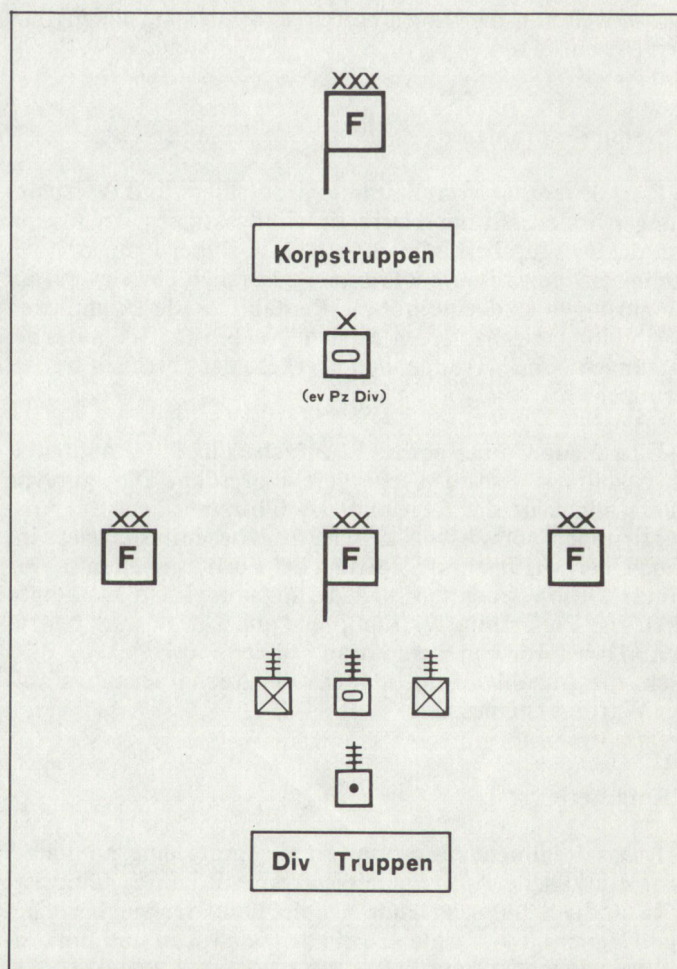 XXX
F
Korpstruppen
X
(ev Pz Div)
XX XX XX
F F F
Div Truppen